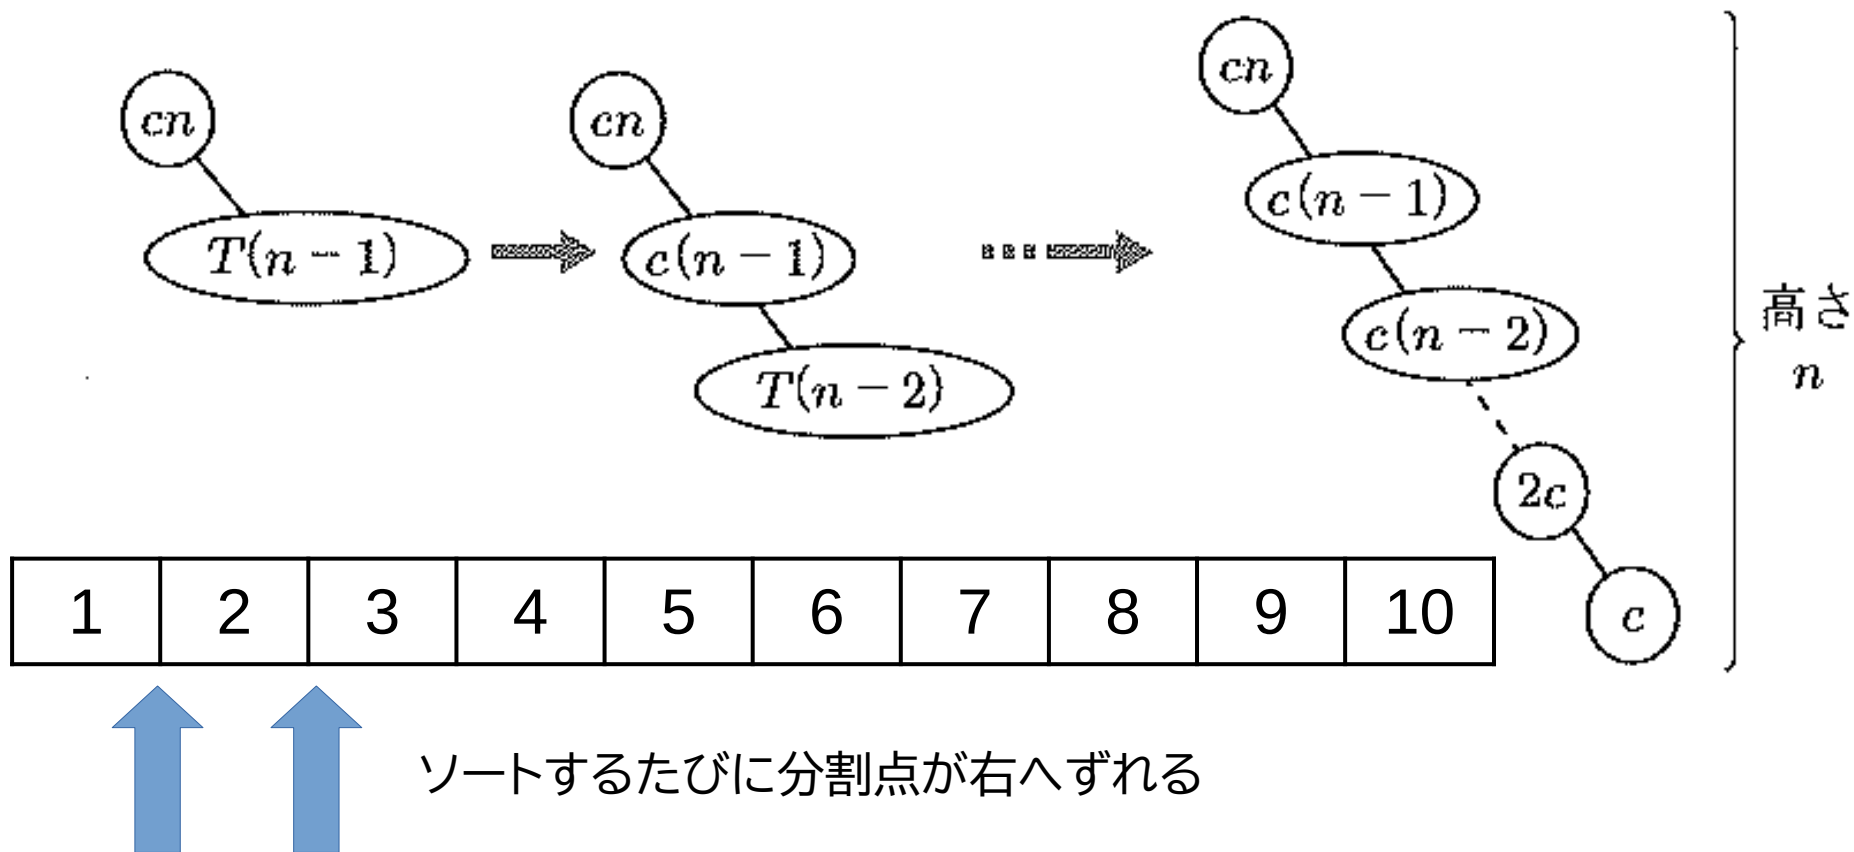 cn
T(n − 1)
cn
c(n − 1)
T(n − 2)
cn
c(n − 1)
c(n − 2)
2c
c
高さ
n
1 2 3 4 5 6 7 8 9 10
ソートするたびに分割点が右へずれる